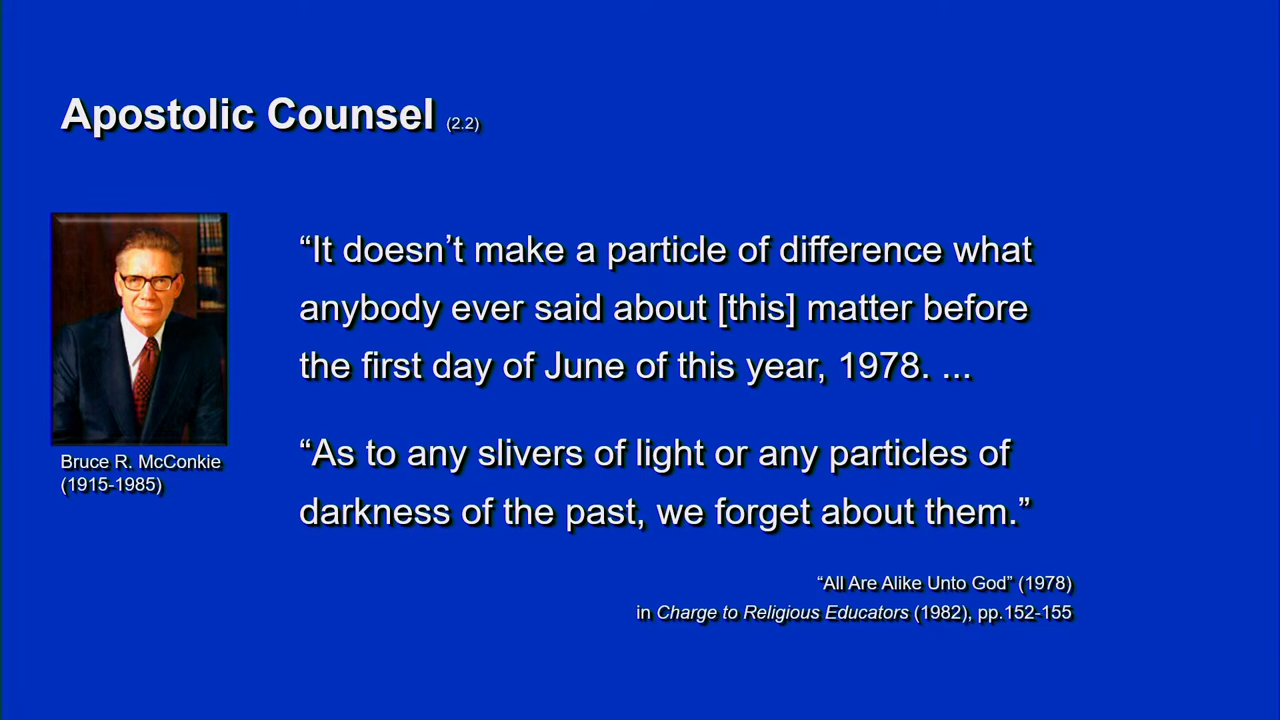 Apostolic Counsel (2.2)
“It doesn’t make a particle of difference what
anybody ever said about [this] matter before
the first day of June of this year, 1978. ...
“As to any slivers of light or any particles of
darkness of the past, we forget about them.”
Bruce R. McConkie
(1915-1985)
“All Are Alike Unto God” (1978)
in Charge to Religious Educators (1982), pp.152-155